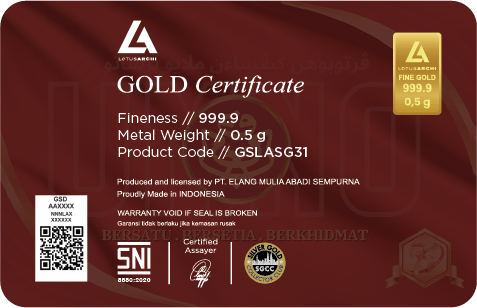 LOTUSARCHI
GOLD Certificate
Fineness // 999.9
Metal Weight // 0.5 g
Product Code // GSLASG31
LOTUSARCHI
FINE GOLD
999.9
0,5 g
Produced and licensed by PT. ELANG MULIA ABADI SEMPURNA
Proudly Made in INDONESIA
WARRANTY VOID IF SEAL IS BROKEN
Garansi tidak berlaku jika kemasan rusak
BERSATU . BERSETIA . BERKHIDMAT
GSD
AAXXXX
NNNLAX
XXXXXX
SNI
8880:2020
Certified
Assayer
SILVER GOLD
SGCC